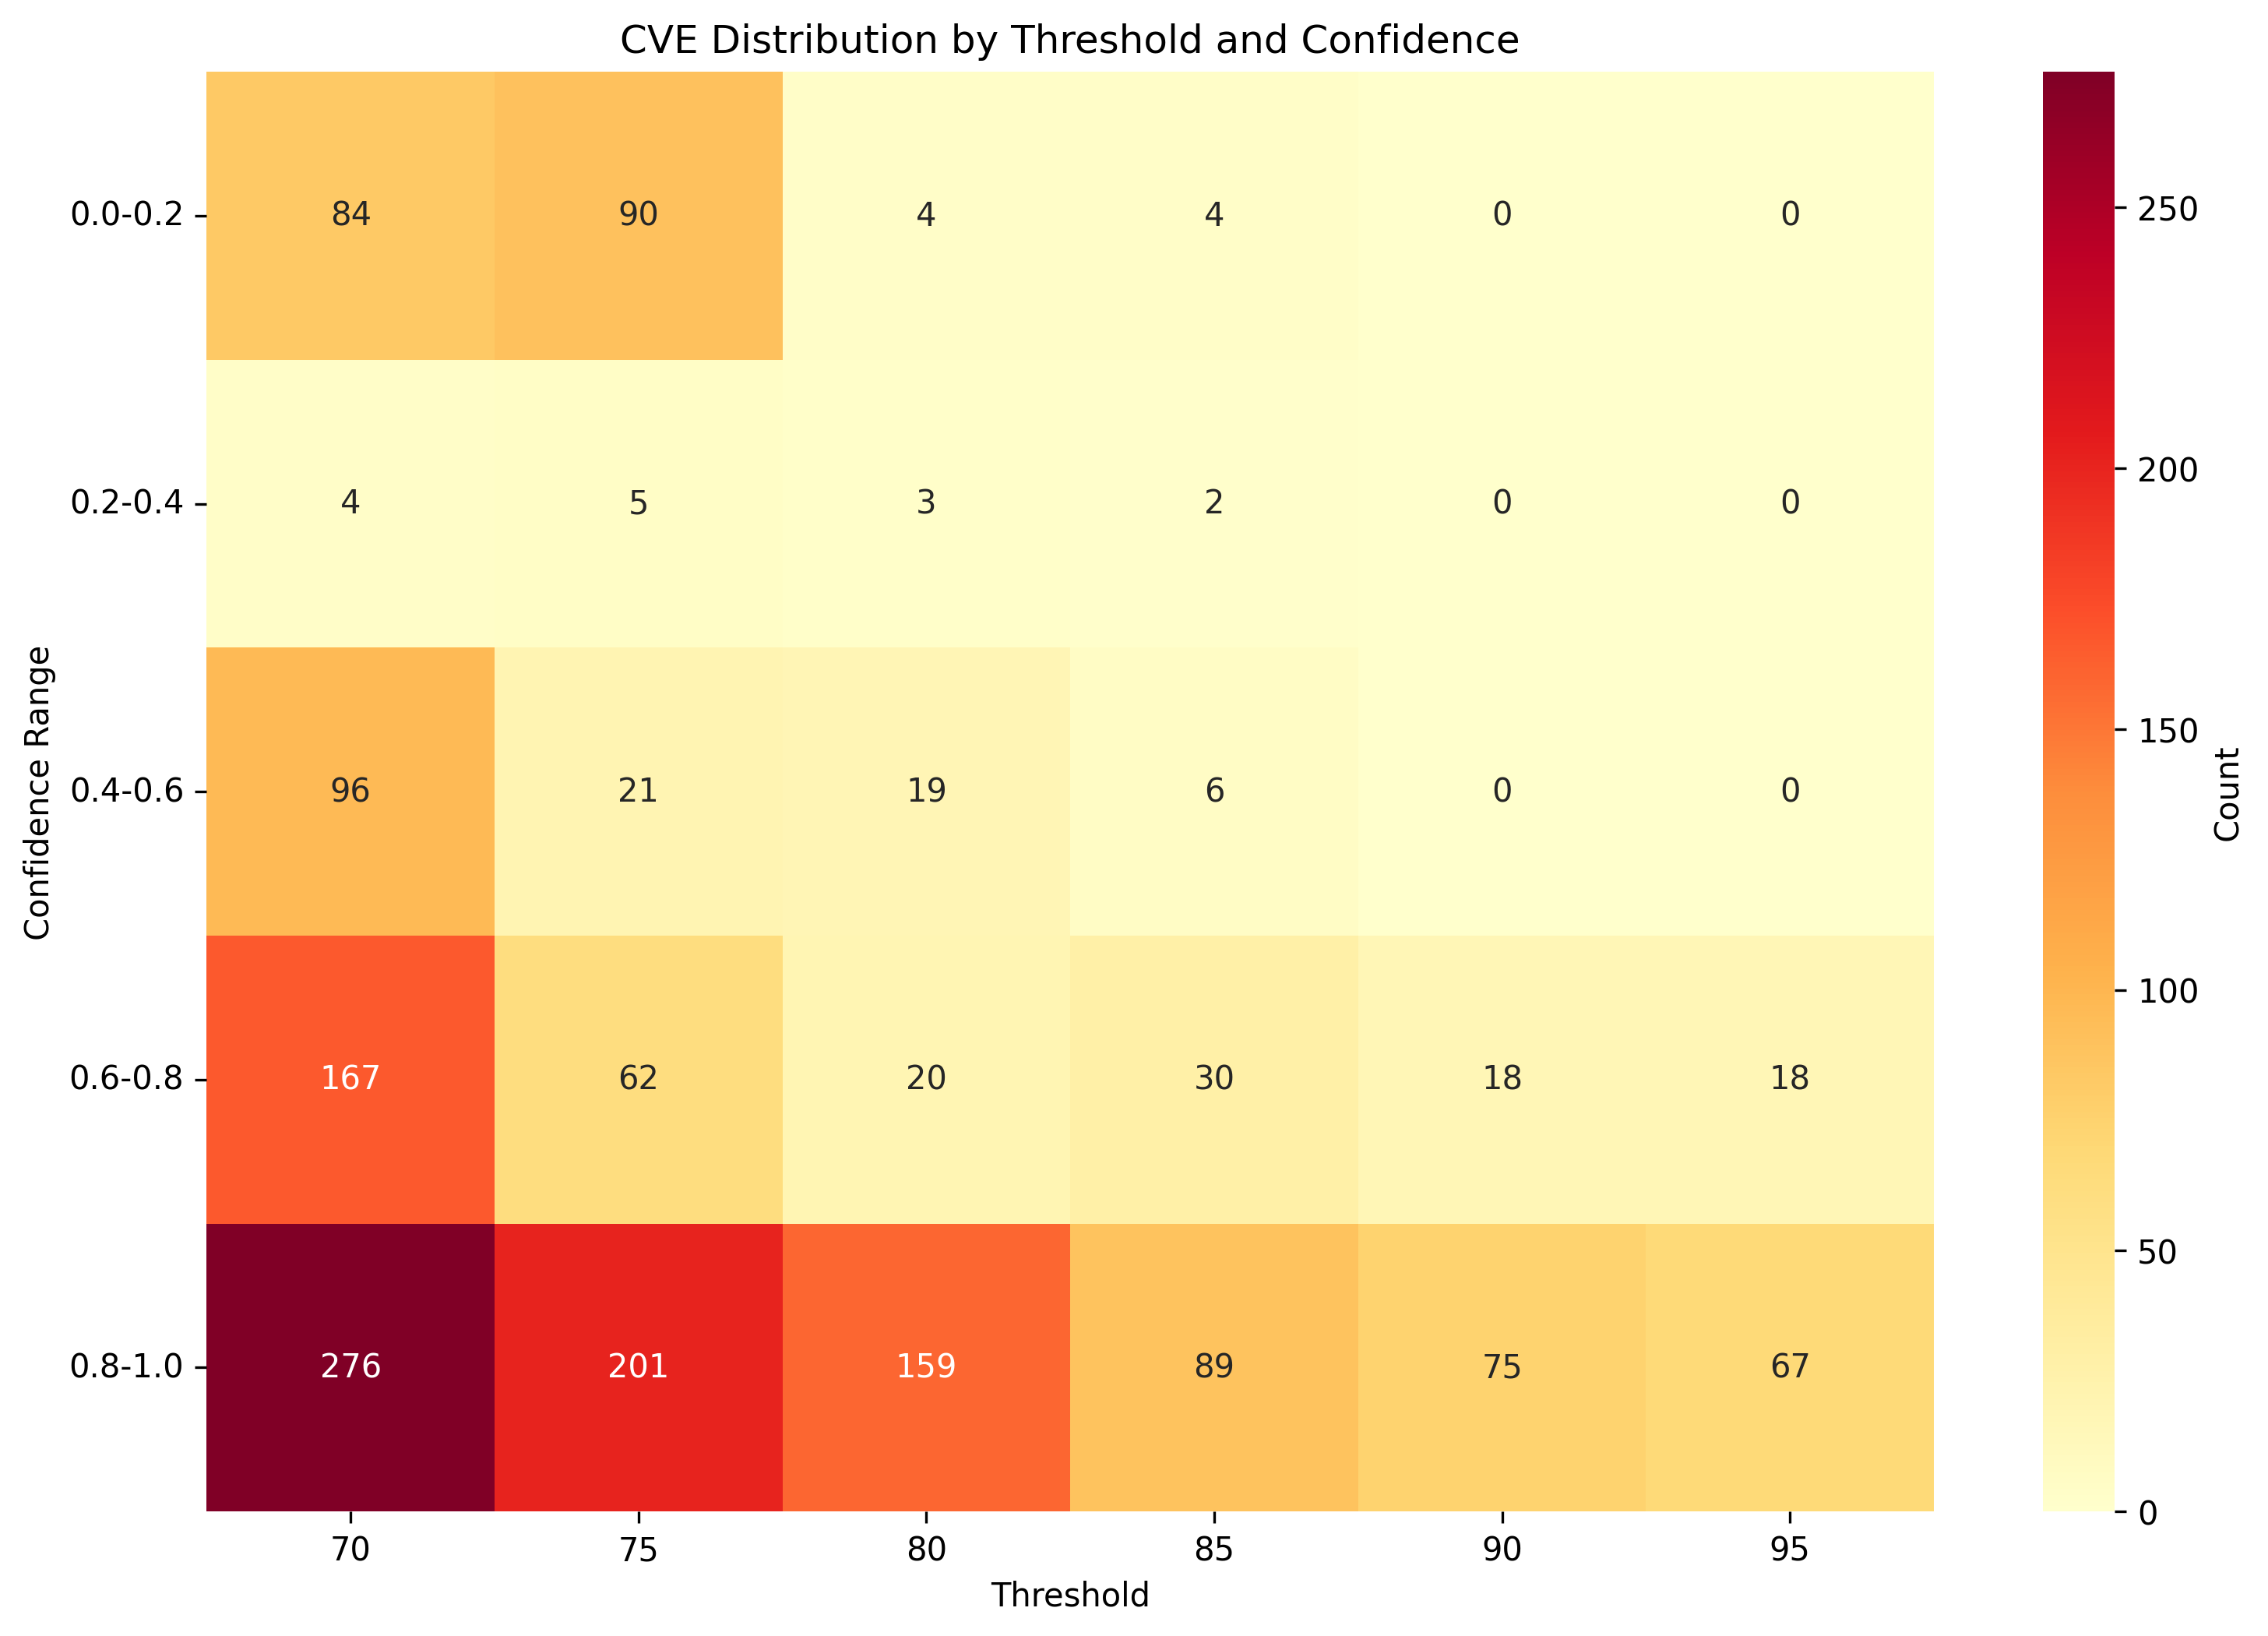 CVE Distribution by Threshold and Confidence
Confidence Range
0.0-0.2 84 90 4 4 0 0
0.2-0.4 4 5 3 2 0 0
0.4-0.6 96 21 19 6 0 0
0.6-0.8 167 62 20 30 18 18
0.8-1.0 276 201 159 89 75 67
70 75 80 85 90 95
Threshold
250
200
150
100
50
0
Count